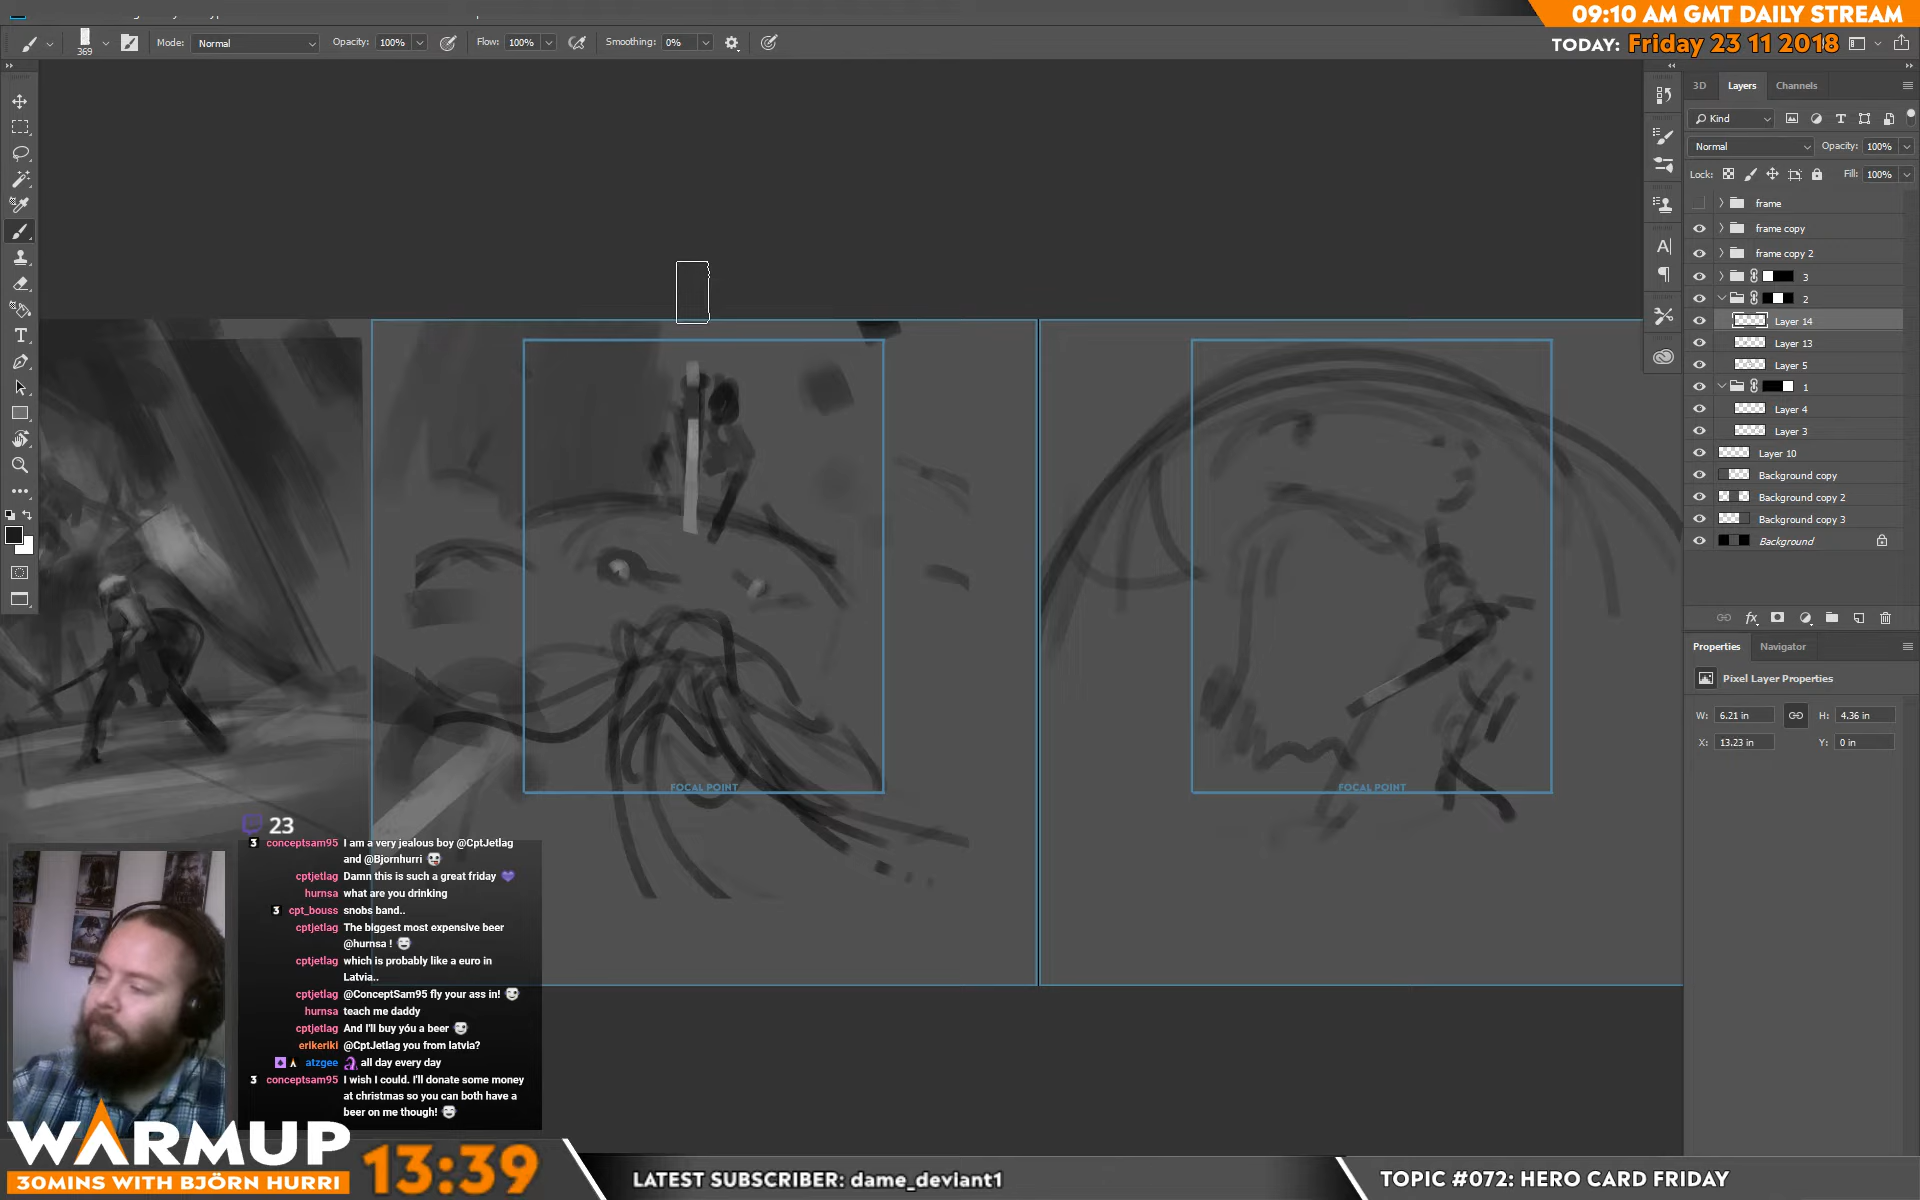 09:10 AM GMT DAILY STREAM
TODAY: Friday 23 11 2018
369
Mode: Normal
Opacity: 100%
Flow: 100%
Smoothing: 0%
3D Layers Channels
Kind
Normal
Opacity: 100%
Lock:
Fill: 100%
frame
frame copy
frame copy 2
3
2
Layer 14
Layer 13
Layer 5
1
Layer 4
Layer 3
Layer 10
Background copy
Background copy 2
Background copy 3
Background
Properties Navigator
Pixel Layer Properties
W: 6.21 in H: 4.36 in
X: 13.23 in Y: 0 in
FOCAL POINT
FOCAL POINT
23
3 conceptsam95 I am a very jealous boy @CptJetlag
and @Bjornhurri
cptjetlag Damn this is such a great friday
hurnsa what are you drinking
3 cpt_bouss snobs band..
cptjetlag The biggest most expensive beer
@hurnsa !
cptjetlag which is probably like a euro in
Latvia..
cptjetlag @ConceptSam95 fly your ass in!
hurnsa teach me daddy
cptjetlag And I'll buy yóu a beer
erikeriki @CptJetlag you from latvia?
atzgee all day every day
3 conceptsam95 I wish I could. I'll donate some money
at christmas so you can both have a
beer on me though!
WARMUP
30MINS WITH BJÖRN HURRI
13:39
LATEST SUBSCRIBER: dame_deviant1
TOPIC #072: HERO CARD FRIDAY